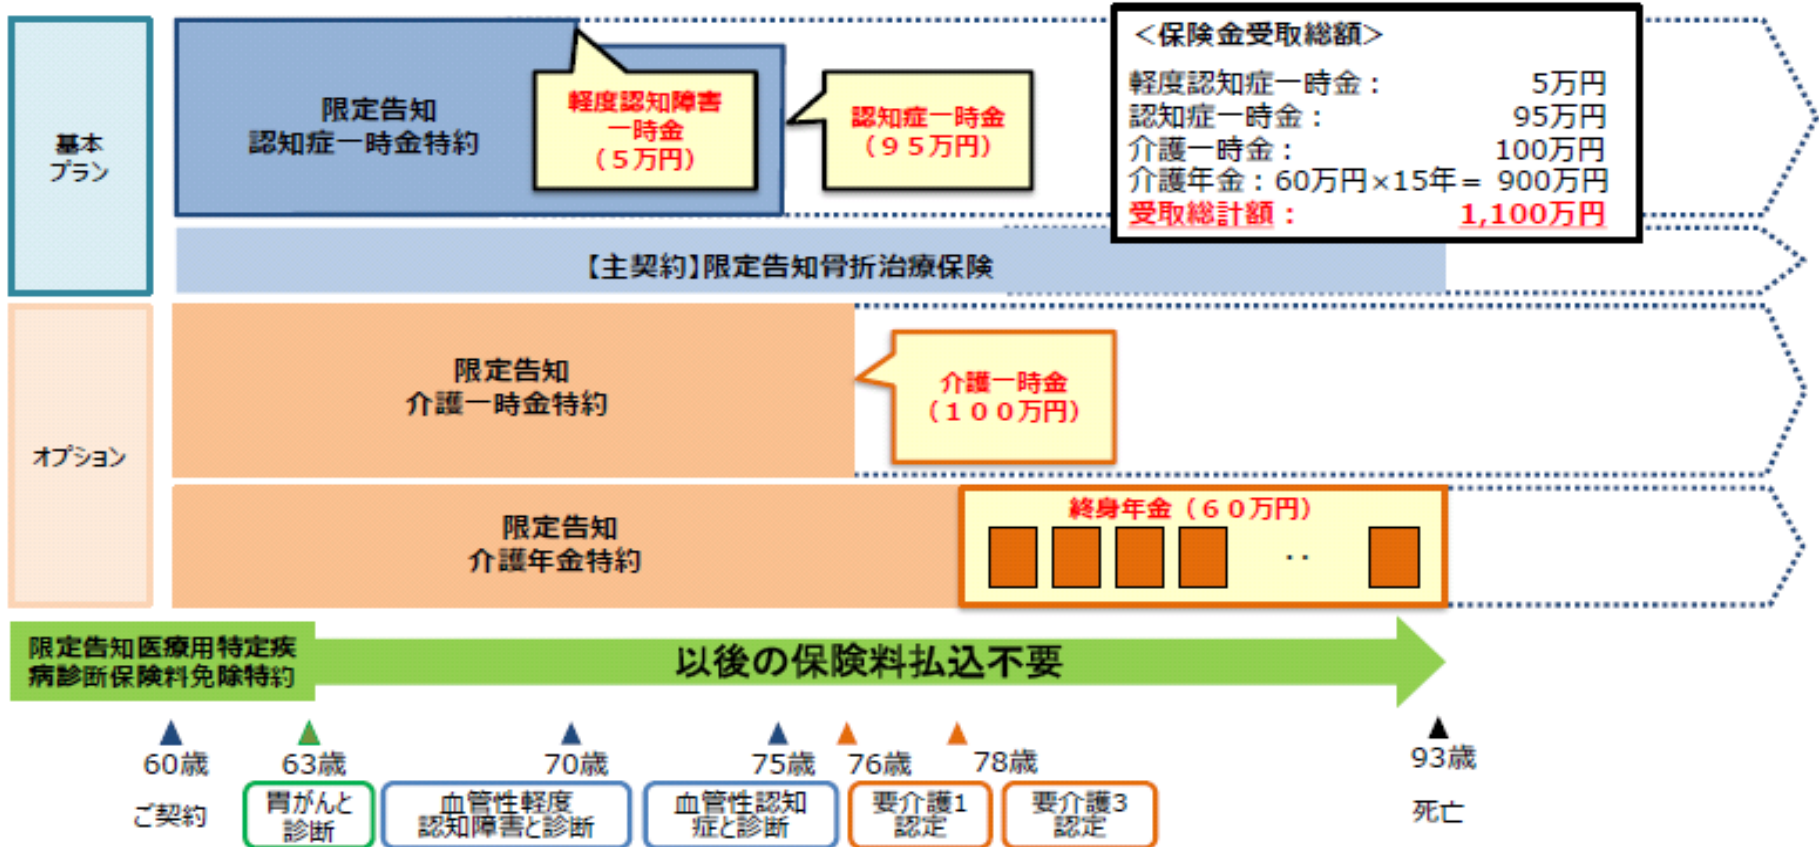 基本
プラン
限定告知
認知症一時金特約
軽度認知障害
一時金
（５万円）
認知症一時金
（９５万円）
＜保険金受取総額＞
軽度認知症一時金： 5万円
認知症一時金： 95万円
介護一時金： 100万円
介護年金：60万円×15年＝ 900万円
受取総計額： 1,100万円
【主契約】限定告知骨折治療保険
オプション
限定告知
介護一時金特約
介護一時金
（１００万円）
限定告知
介護年金特約
終身年金（６０万円）
‥
限定告知医療用特定疾
病診断保険料免除特約
以後の保険料払込不要
60歳
63歳
70歳
75歳
76歳
78歳
93歳
ご契約
胃がんと
診断
血管性軽度
認知障害と診断
血管性認知
症と診断
要介護1
認定
要介護3
認定
死亡